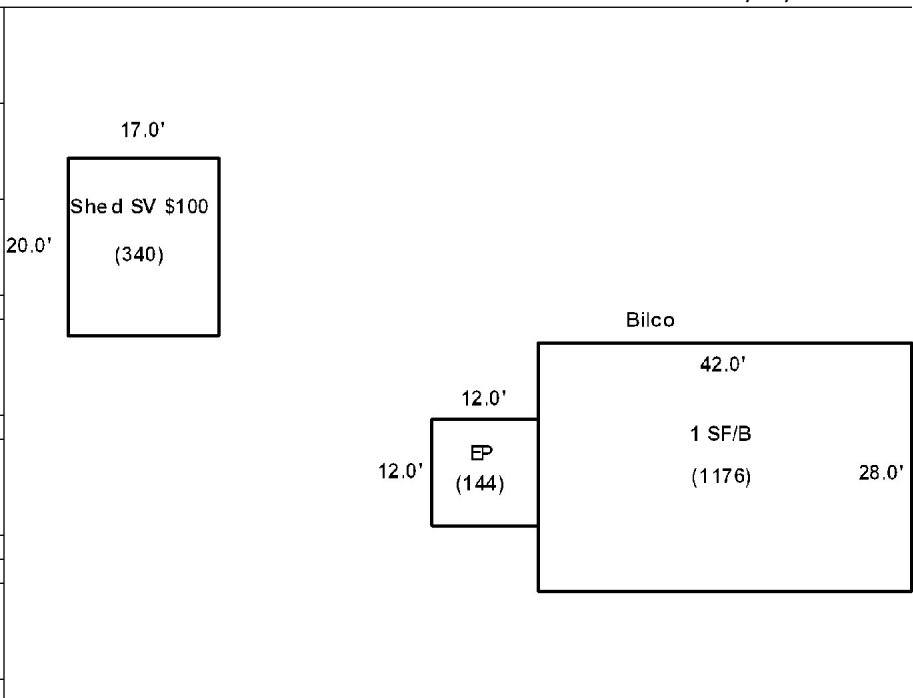 17.0'
Shed SV $100
20.0'
(340)
Bilco
42.0'
12.0'
1 SF/B
EP
12.0'
(144)
(1176)
28.0'